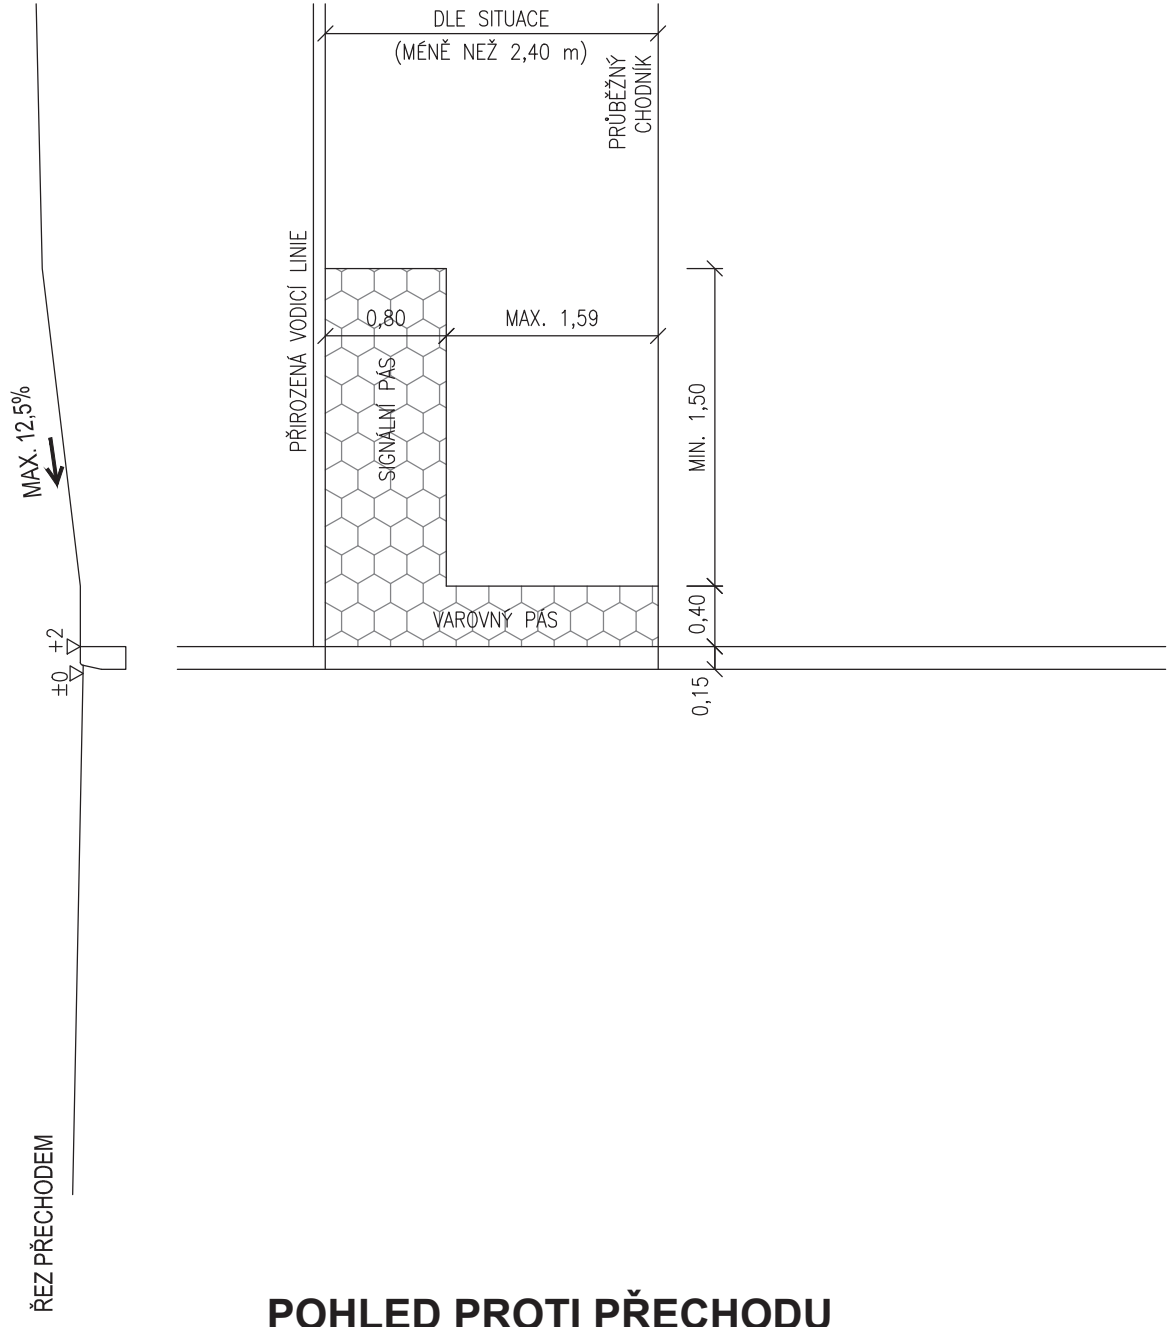 DLE SITUACE
(MÉNĚ NEŽ 2,40 m)
PRŮBĚŽNÝ
CHODNÍK
PŘIROZENÁ VODICÍ LINIE
0,80
MAX. 1,59
SIGNÁLNÍ PÁS
MAX. 12,5%
MIN. 1,50
VAROVNÝ PÁS
0,40
+2
±0
0,15
ŘEZ PŘECHODEM
POHLED PROTI PŘECHODU